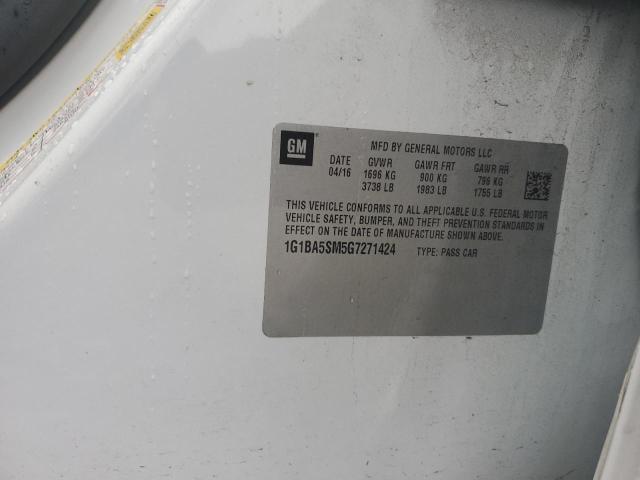 GM
MFD BY GENERAL MOTORS LLC
DATE GVWR GAWR FRT GAWR RR
04/16 1696 KG 900 KG 796 KG
3738 LB 1983 LB 1755 LB
THIS VEHICLE CONFORMS TO ALL APPLICABLE U.S. FEDERAL MOTOR
VEHICLE SAFETY, BUMPER, AND THEFT PREVENTION STANDARDS IN
EFFECT ON THE DATE OF MANUFACTURE SHOWN ABOVE.
1G1BA5SM5G7271424 TYPE: PASS CAR